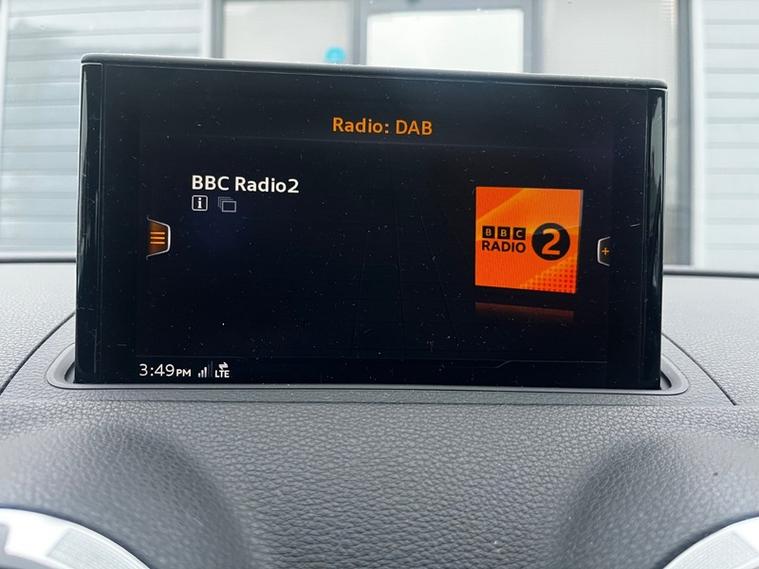 Radio: DAB
BBC Radio2
i
BBC
RADIO 2
+
3:49PM LTE